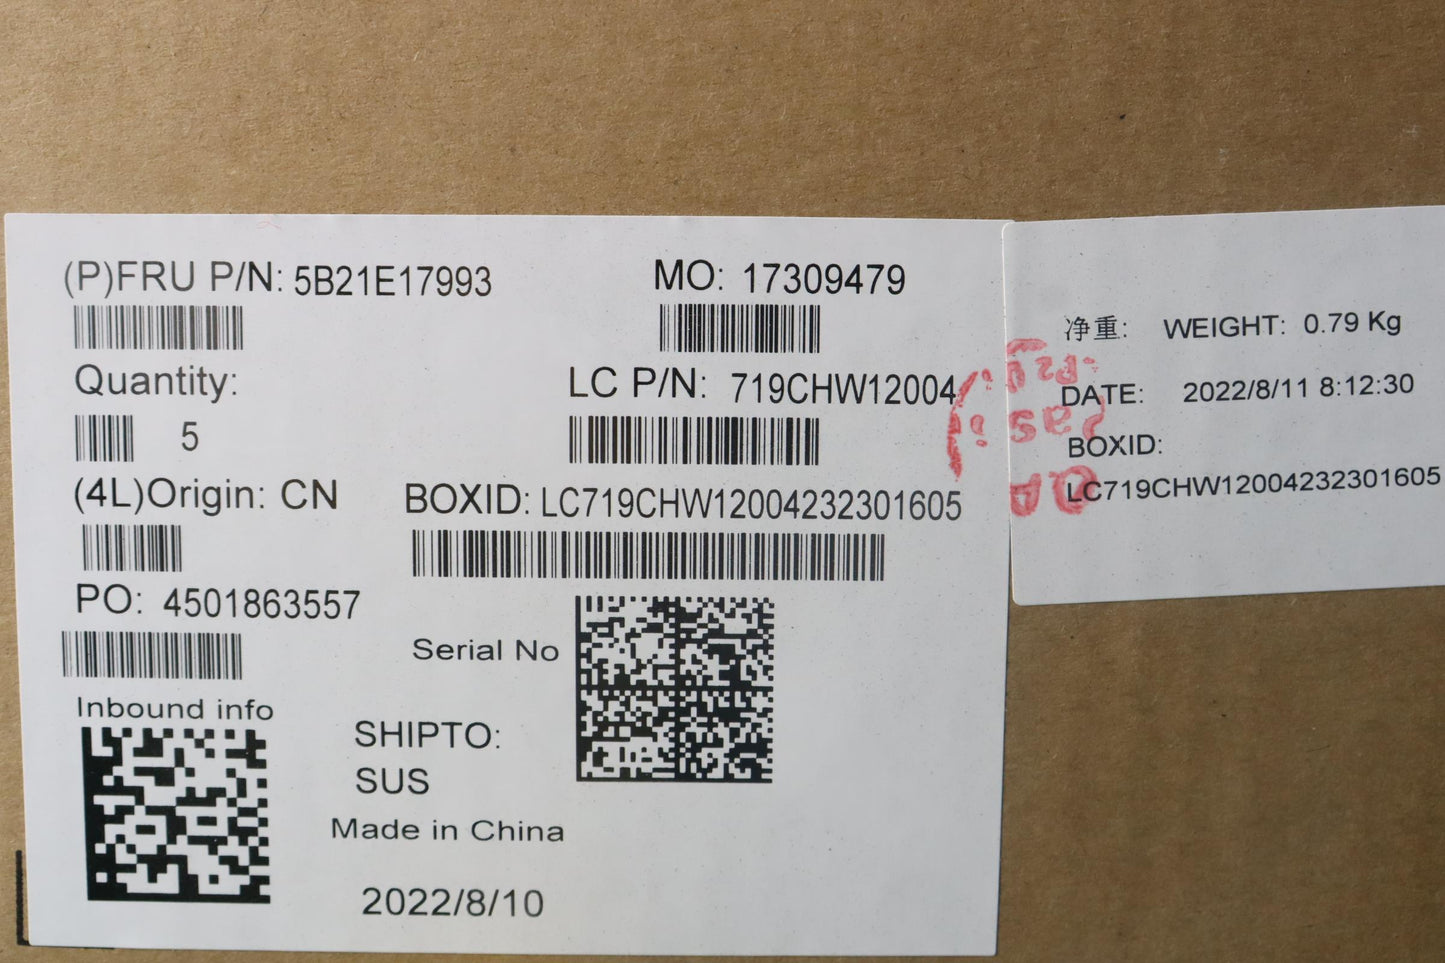 (P)FRU P/N: 5B21E17993
MO: 17309479
Quantity:
5
LC P/N: 719CHW12004
(4L)Origin: CN
BOXID: LC719CHW12004232301605
PO: 4501863557
Serial No
Inbound info
SHIPTO:
SUS
Made in China
2022/8/10
净重: WEIGHT: 0.79 Kg
DATE: 2022/8/11 8:12:30
BOXID:
LC719CHW12004232301605